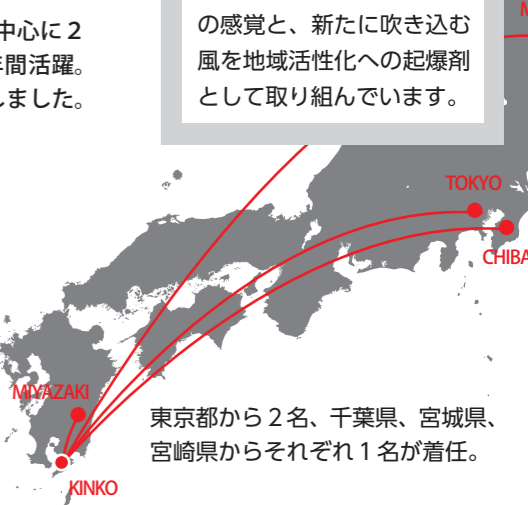 中心に2
年間活躍。
しました。
の感覚と、新たに吹き込む
風を地域活性化への起爆剤
として取り組んでいます。
M
TOKYO
CHIBA
MIYAZAKI
KINKO
東京都から2名、千葉県、宮城県、
宮崎県からそれぞれ1名が着任。